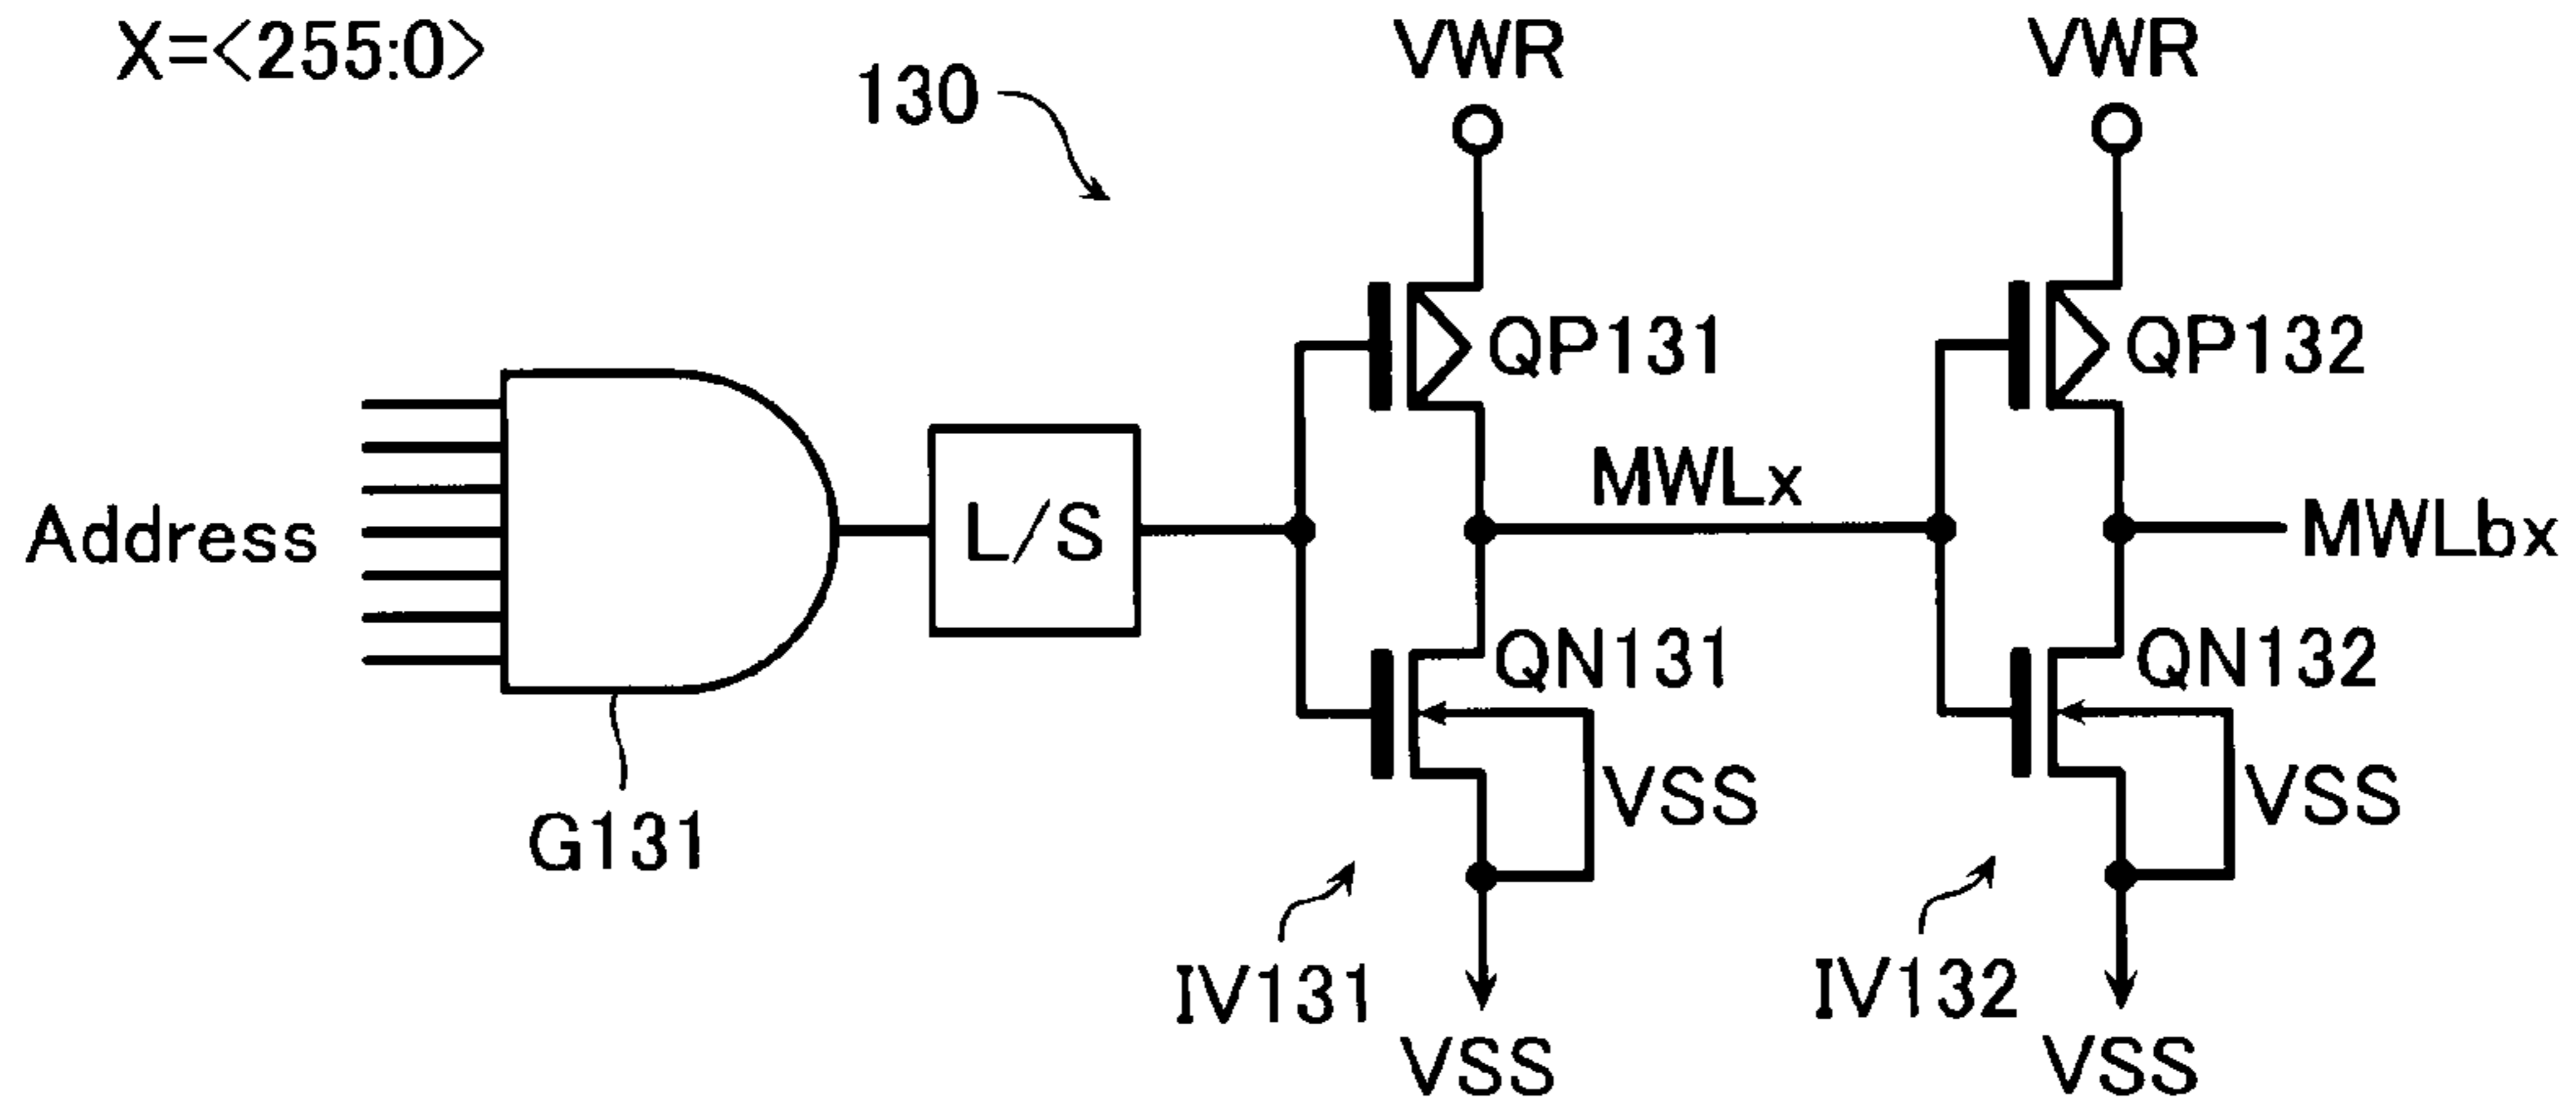 X=<255:0>
130
VWR
VWR
QP131
QP132
Address
L/S
MWLx
MWLbx
QN131
QN132
VSS
VSS
G131
IV131
IV132
VSS
VSS